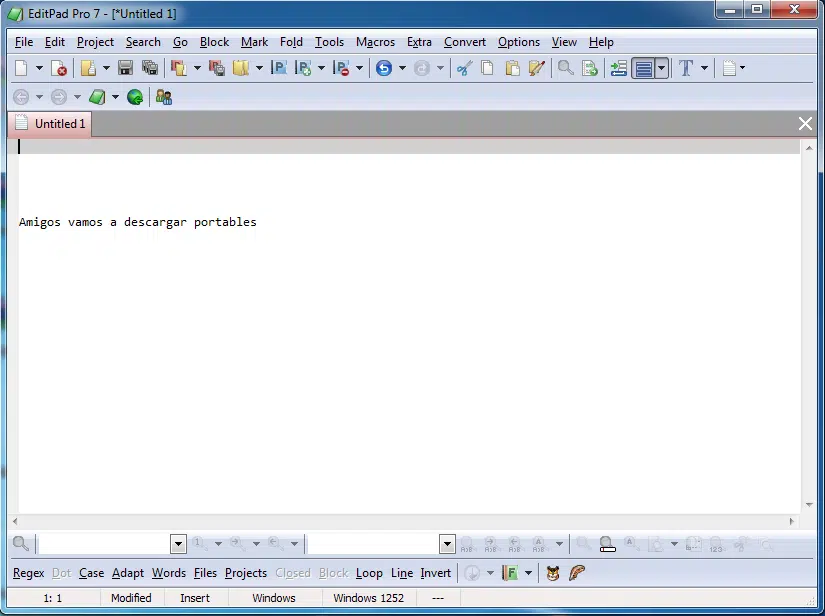 EditPad Pro 7 - [*Untitled 1]
File Edit Project Search Go Block Mark Fold Tools Macros Extra Convert Options View Help
Untitled 1
Amigos vamos a descargar portables
Regex Dot Case Adapt Words Files Projects Closed Block Loop Line Invert
1: 1 Modified Insert Windows Windows 1252 ---